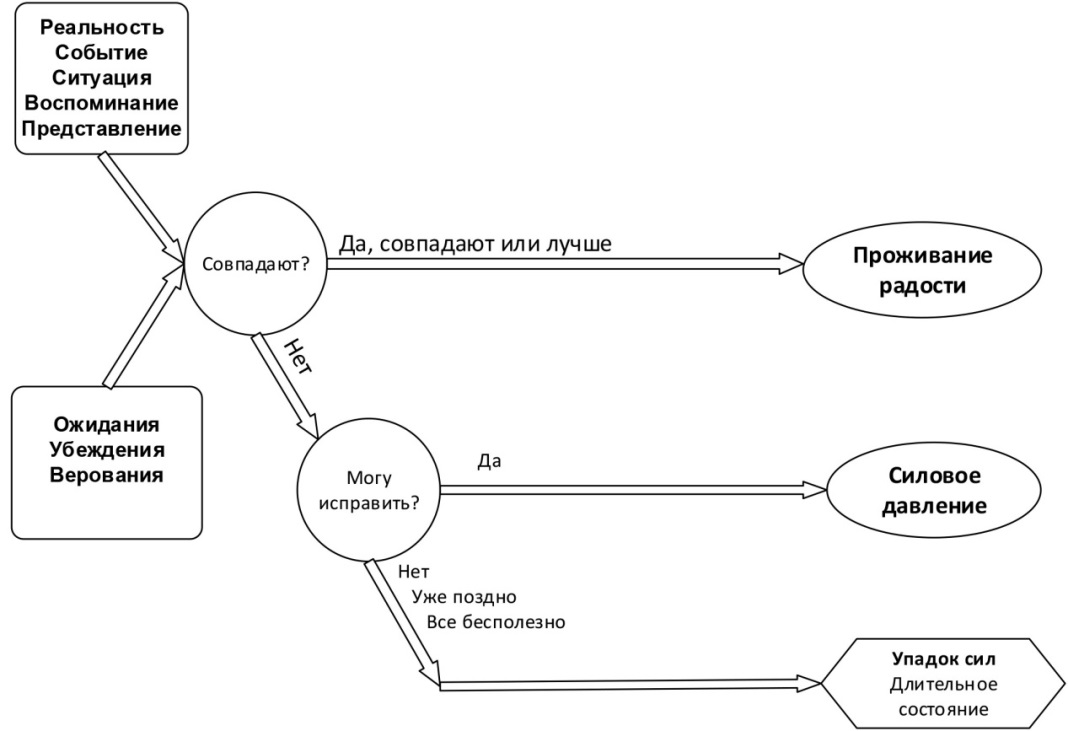 Реальность
Событие
Ситуация
Воспоминание
Представление
Совпадают?
Да, совпадают или лучше
Проживание
радости
Нет
Ожидания
Убеждения
Верования
Могу
исправить?
Да
Силовое
давление
Нет
Уже поздно
Все бесполезно
Упадок сил
Длительное
состояние